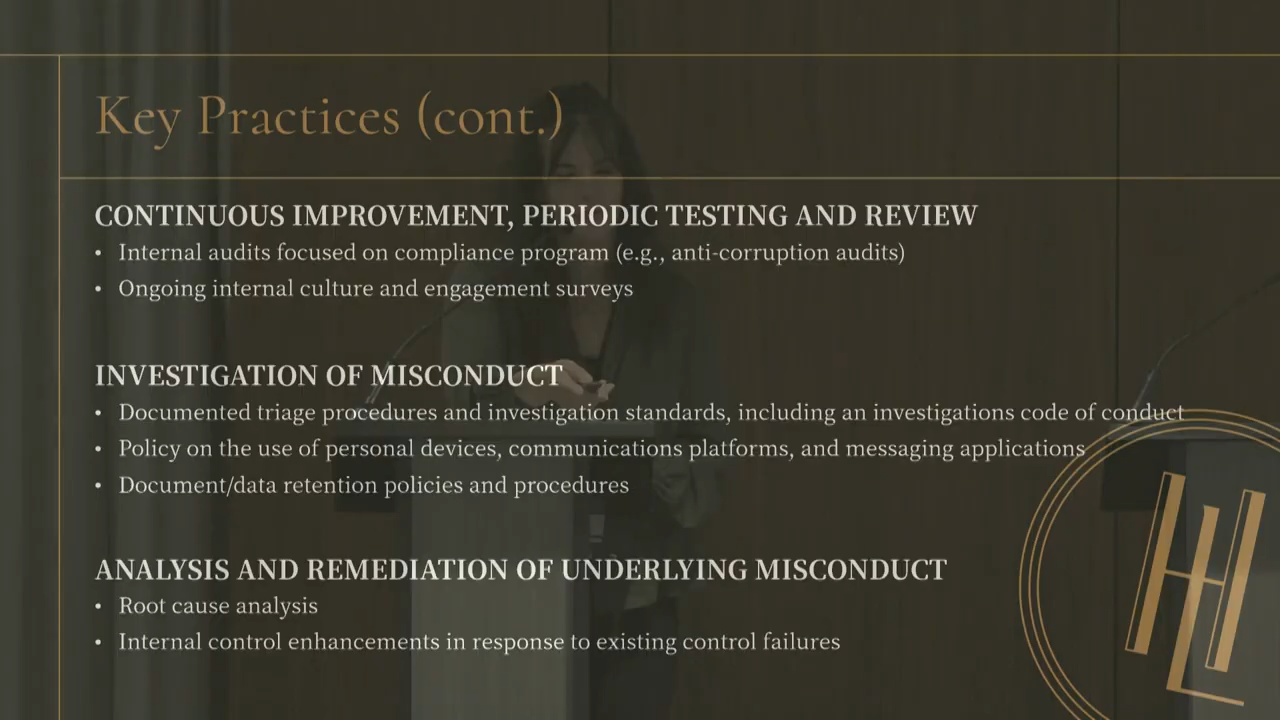 Key Practices (cont.)
CONTINUOUS IMPROVEMENT, PERIODIC TESTING AND REVIEW
• Internal audits focused on compliance program (e.g., anti-corruption audits)
• Ongoing internal culture and engagement surveys
INVESTIGATION OF MISCONDUCT
• Documented triage procedures and investigation standards, including an investigations code of conduct
• Policy on the use of personal devices, communications platforms, and messaging applications
• Document/data retention policies and procedures
ANALYSIS AND REMEDIATION OF UNDERLYING MISCONDUCT
• Root cause analysis
• Internal control enhancements in response to existing control failures
HL